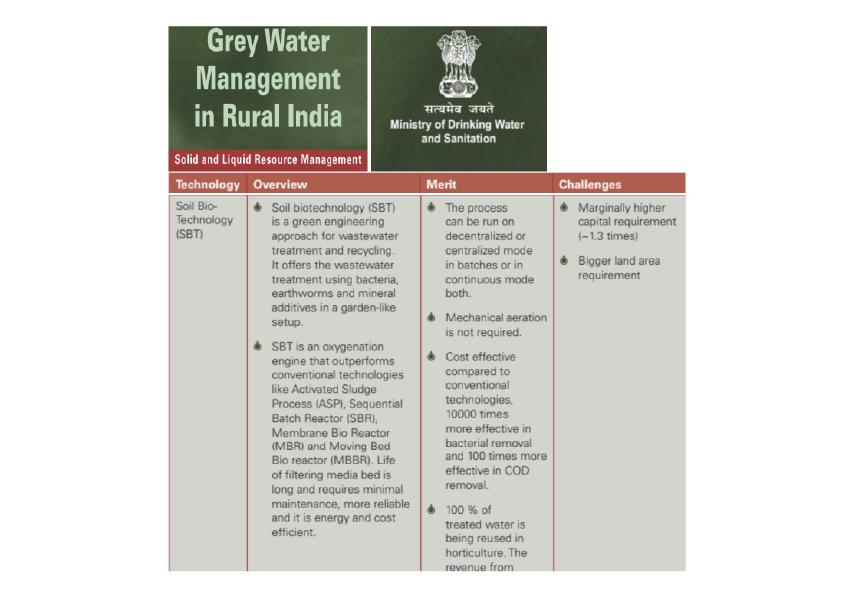 Grey Water
Management
in Rural India
Solid and Liquid Resource Management
सत्यमेव जयते
Ministry of Drinking Water
and Sanitation
Technology Overview Merit Challenges
Soil Bio-
Technology
(SBT)
Soil biotechnology (SBT)
is a green engineering
approach for wastewater
treatment and recycling.
It offers the wastewater
treatment using bacteria,
earthworms and mineral
additives in a garden-like
setup.
SBT is an oxygenation
engine that outperforms
conventional technologies
like Activated Sludge
Process (ASP), Sequential
Batch Reactor (SBR),
Membrane Bio Reactor
(MBR) and Moving Bed
Bio reactor (MBBR). Life
of filtering media bed is
long and requires minimal
maintenance, more reliable
and it is energy and cost
efficient.
The process
can be run on
decentralized or
centralized mode
in batches or in
continuous mode
both.
Mechanical aeration
is not required.
Cost effective
compared to
conventional
technologies,
10000 times
more effective in
bacterial removal
and 100 times more
effective in COD
removal.
100 % of
treated water is
being reused in
horticulture. The
revenue from
Marginally higher
capital requirement
(~1.3 times)
Bigger land area
requirement